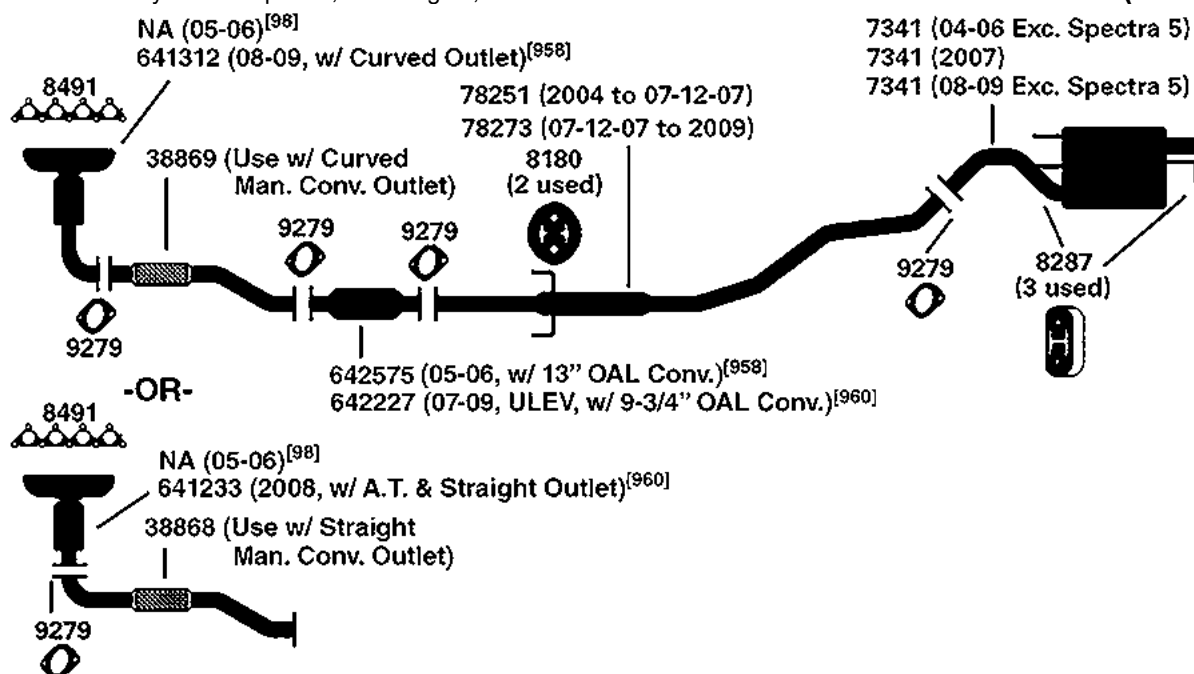 NA (05-06)[98]
641312 (08-09, w/ Curved Outlet)[958]
8491
38869 (Use w/ Curved
Man. Conv. Outlet)
78251 (2004 to 07-12-07)
78273 (07-12-07 to 2009)
8180
(2 used)
7341 (04-06 Exc. Spectra 5)
7341 (2007)
7341 (08-09 Exc. Spectra 5)
9279
9279
9279
8287
(3 used)
9279
642575 (05-06, w/ 13” OAL Conv.)[958]
642227 (07-09, ULEV, w/ 9-3/4” OAL Conv.)[960]
-OR-
8491
NA (05-06)[98]
641233 (2008, w/ A.T. & Straight Outlet)[960]
38868 (Use w/ Straight
Man. Conv. Outlet)
9279